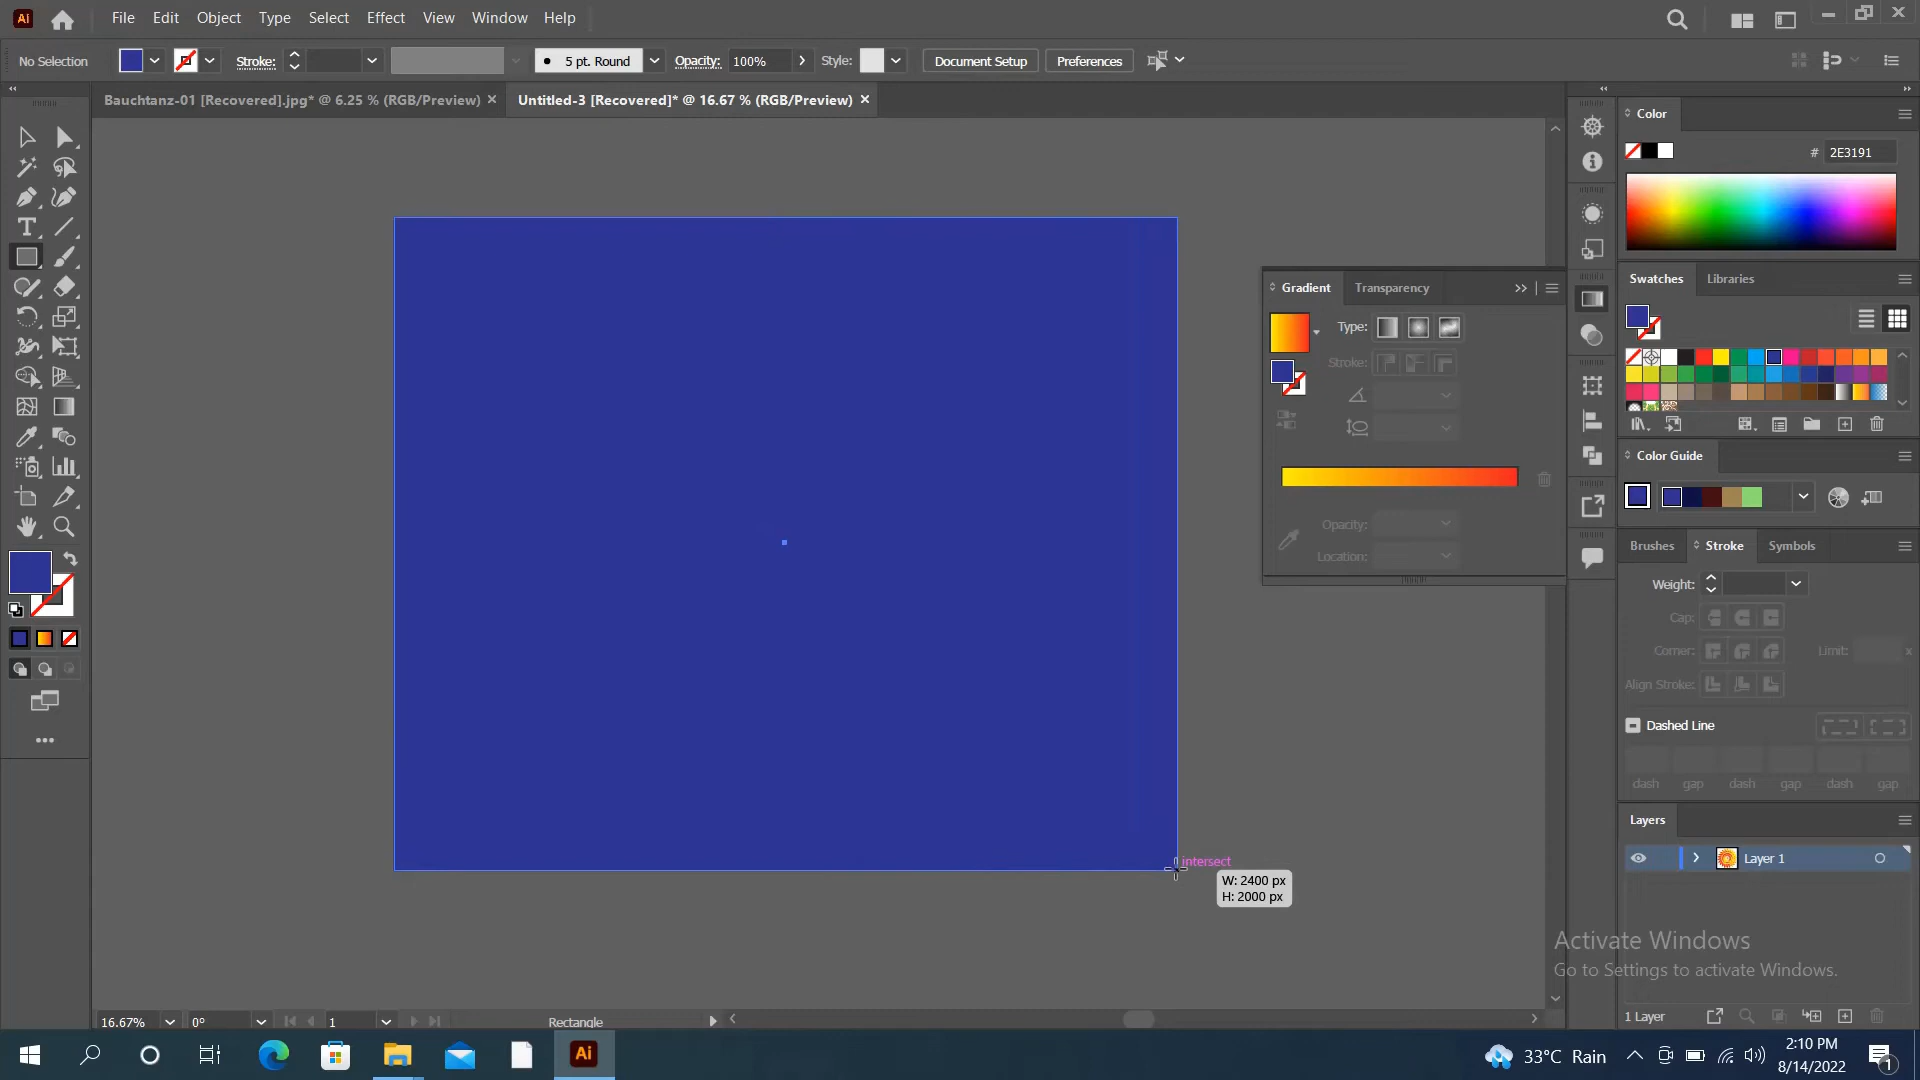 Ai File Edit Object Type Select Effect View Window Help
No Selection Stroke: 5 pt. Round Opacity: 100% Style: Document Setup Preferences
Bauchtanz-01 [Recovered].jpg* @ 6.25 % (RGB/Preview) Untitled-3 [Recovered]* @ 16.67 % (RGB/Preview)
Color
# 2E3191
Swatches Libraries
Gradient Transparency
Type:
Stroke:
Opacity:
Location:
Color Guide
Brushes Stroke Symbols
Weight:
Cap:
Corner: Limit: x
Align Stroke:
Dashed Line
dash gap dash gap dash gap
Layers
Layer 1
intersect
W: 2400 px
H: 2000 px
Activate Windows
Go to Settings to activate Windows.
1 Layer
16.67% 0° 1 Rectangle
Ai 33°C Rain 2:10 PM
8/14/2022 1